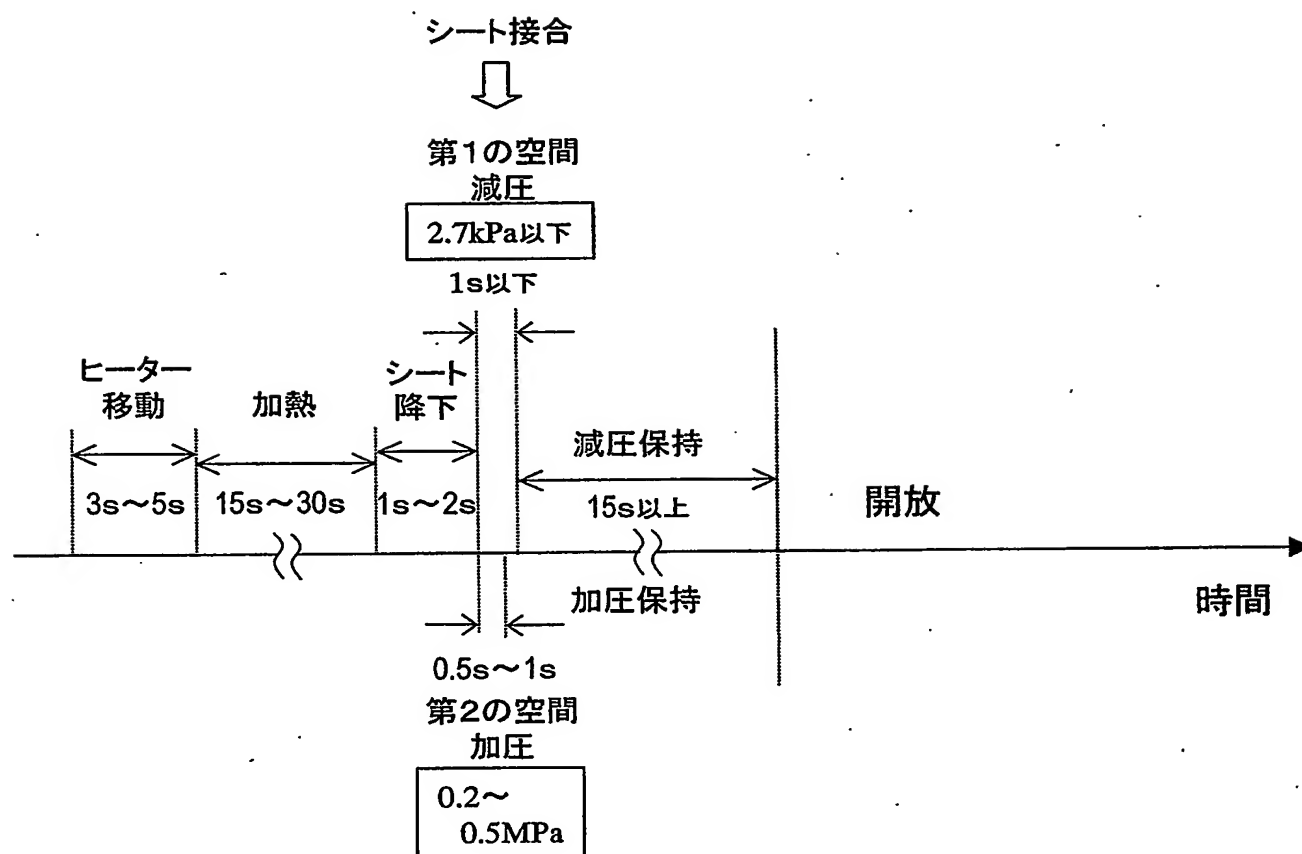 シート接合
第1の空間
減圧
2.7kPa以下
1s以下
ヒーター
移動
加熱
シート
降下
減圧保持
3s～5s
15s～30s
1s～2s
15s以上
開放
加圧保持
時間
0.5s～1s
第2の空間
加圧
0.2～
0.5MPa